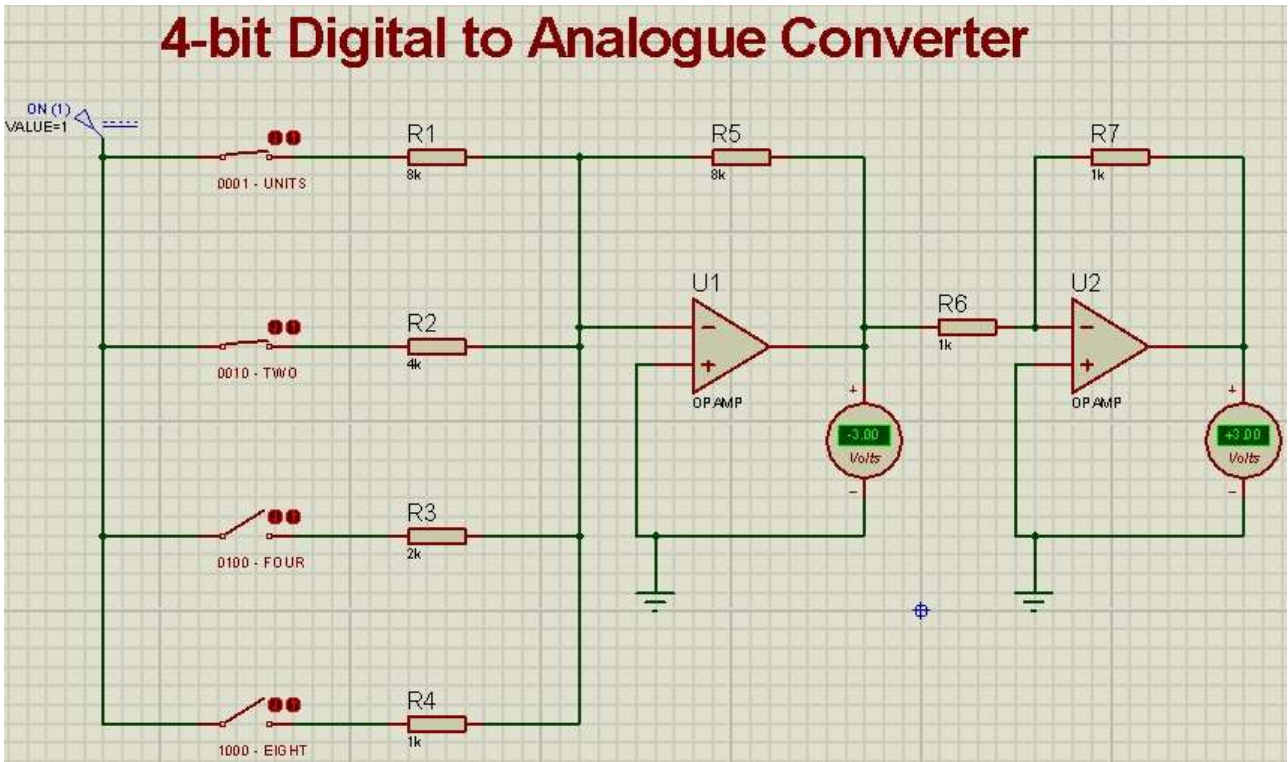 4-bit Digital to Analogue Converter
ON (1)
VALUE=1
R1
8k
0001 - UNITS
R5
8k
R7
1k
U1
OPAMP
U2
OPAMP
R6
1k
R2
4k
0010 - TWO
-3.00
Volts
+3.00
Volts
R3
2k
0100 - FOUR
R4
1k
1000 - EIGHT